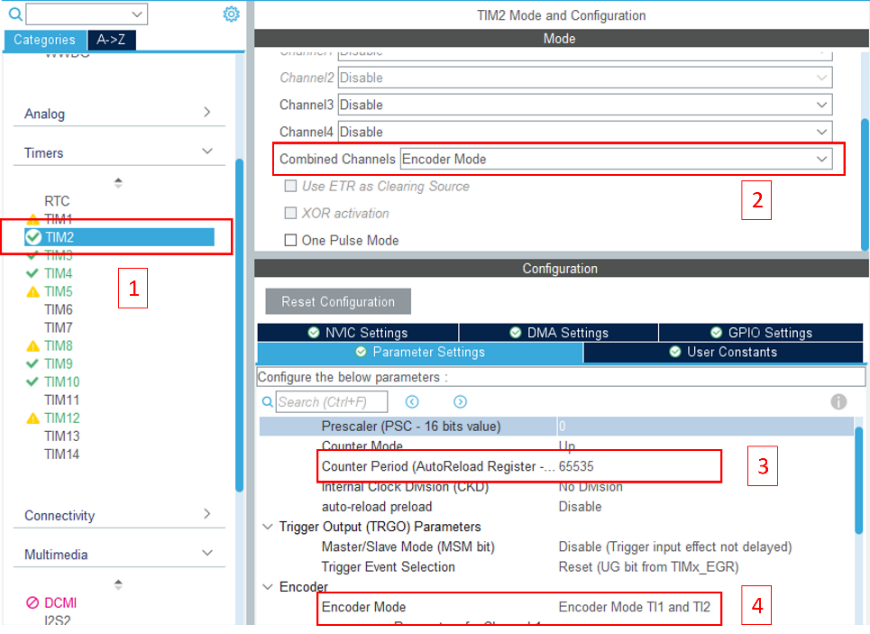 Categories
A->Z
WWDG
Analog
Timers
RTC
TIM1
TIM2
TIM3
TIM4
TIM5
TIM6
TIM7
TIM8
TIM9
TIM10
TIM11
TIM12
TIM13
TIM14
Connectivity
Multimedia
DCMI
I2S2
1
TIM2 Mode and Configuration
Mode
Channel1 Disable
Channel2 Disable
Channel3 Disable
Channel4 Disable
Combined Channels Encoder Mode
Use ETR as Clearing Source
XOR activation
One Pulse Mode
2
Configuration
Reset Configuration
NVIC Settings
DMA Settings
GPIO Settings
Parameter Settings
User Constants
Configure the below parameters :
Search (Ctrl+F)
Prescaler (PSC - 16 bits value) 0
Counter Mode Up
Counter Period (AutoReload Register -... 65535
3
Internal Clock Division (CKD) No Division
auto-reload preload Disable
Trigger Output (TRGO) Parameters
Master/Slave Mode (MSM bit) Disable (Trigger input effect not delayed)
Trigger Event Selection Reset (UG bit from TIMx_EGR)
Encoder
Encoder Mode Encoder Mode TI1 and TI2
4